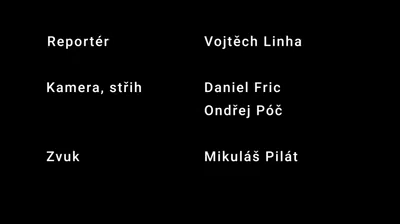 Reportér Vojtěch Linha
Kamera, střih Daniel Fric
Ondřej Póč
Zvuk Mikuláš Pilát